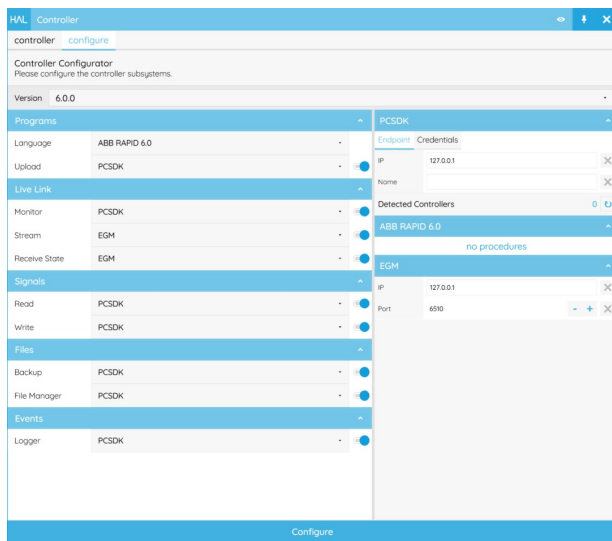 HAL Controller
controller configure
Controller Configurator
Please configure the controller subsystems.
Version 6.0.0
Programs
Language ABB RAPID 6.0
Upload PCSDK
Live Link
Monitor PCSDK
Stream EGM
Receive State EGM
Signals
Read PCSDK
Write PCSDK
Files
Backup PCSDK
File Manager PCSDK
Events
Logger PCSDK
PCSDK
Endpoint Credentials
IP 127.0.0.1
Name
Detected Controllers 0
ABB RAPID 6.0
no procedures
EGM
IP 127.0.0.1
Port 6510 - +
Configure